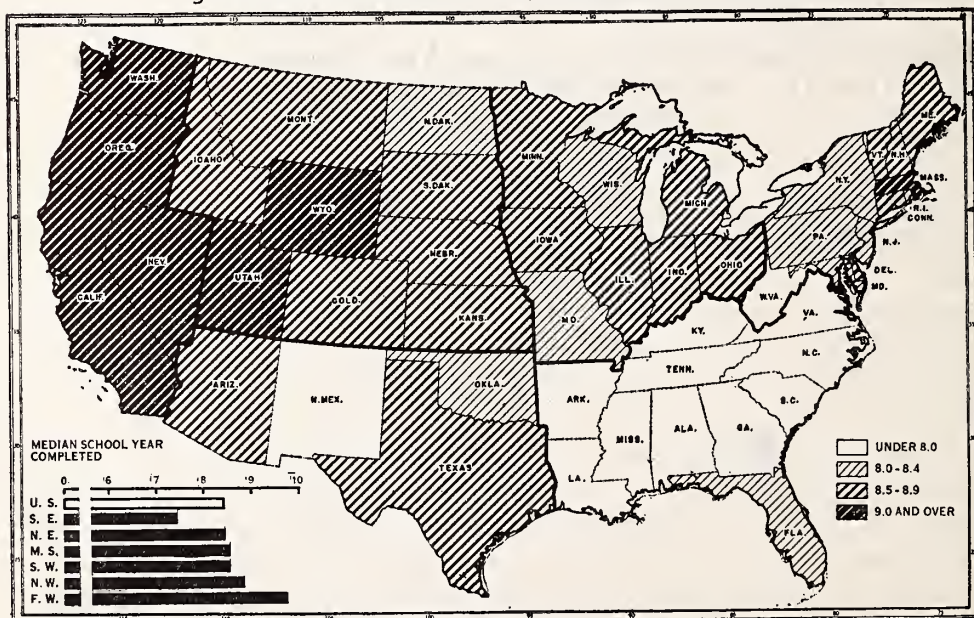 WASH.
MONT.
N.DAK.
MINN.
ME.
OREG.
IDAHO
S.DAK.
WIS.
MICH.
N.Y.
VT.
N.H.
MASS.
R.I.
CONN.
WYO.
NEBR.
IOWA
PA.
N.J.
NEV.
UTAH
COLO.
KANS.
MO.
ILL.
IND.
OHIO
W.VA.
DEL.
MD.
CALIF.
KY.
VA.
ARIZ.
N.MEX.
OKLA.
ARK.
TENN.
N.C.
S.C.
TEXAS
LA.
MISS.
ALA.
GA.
FLA.
MEDIAN SCHOOL YEAR
COMPLETED
0 6 7 8 9 10
U. S.
S. E.
N. E.
M. S.
S. W.
N. W.
F. W.
UNDER 8.0
8.0 - 8.4
8.5 - 8.9
9.0 AND OVER